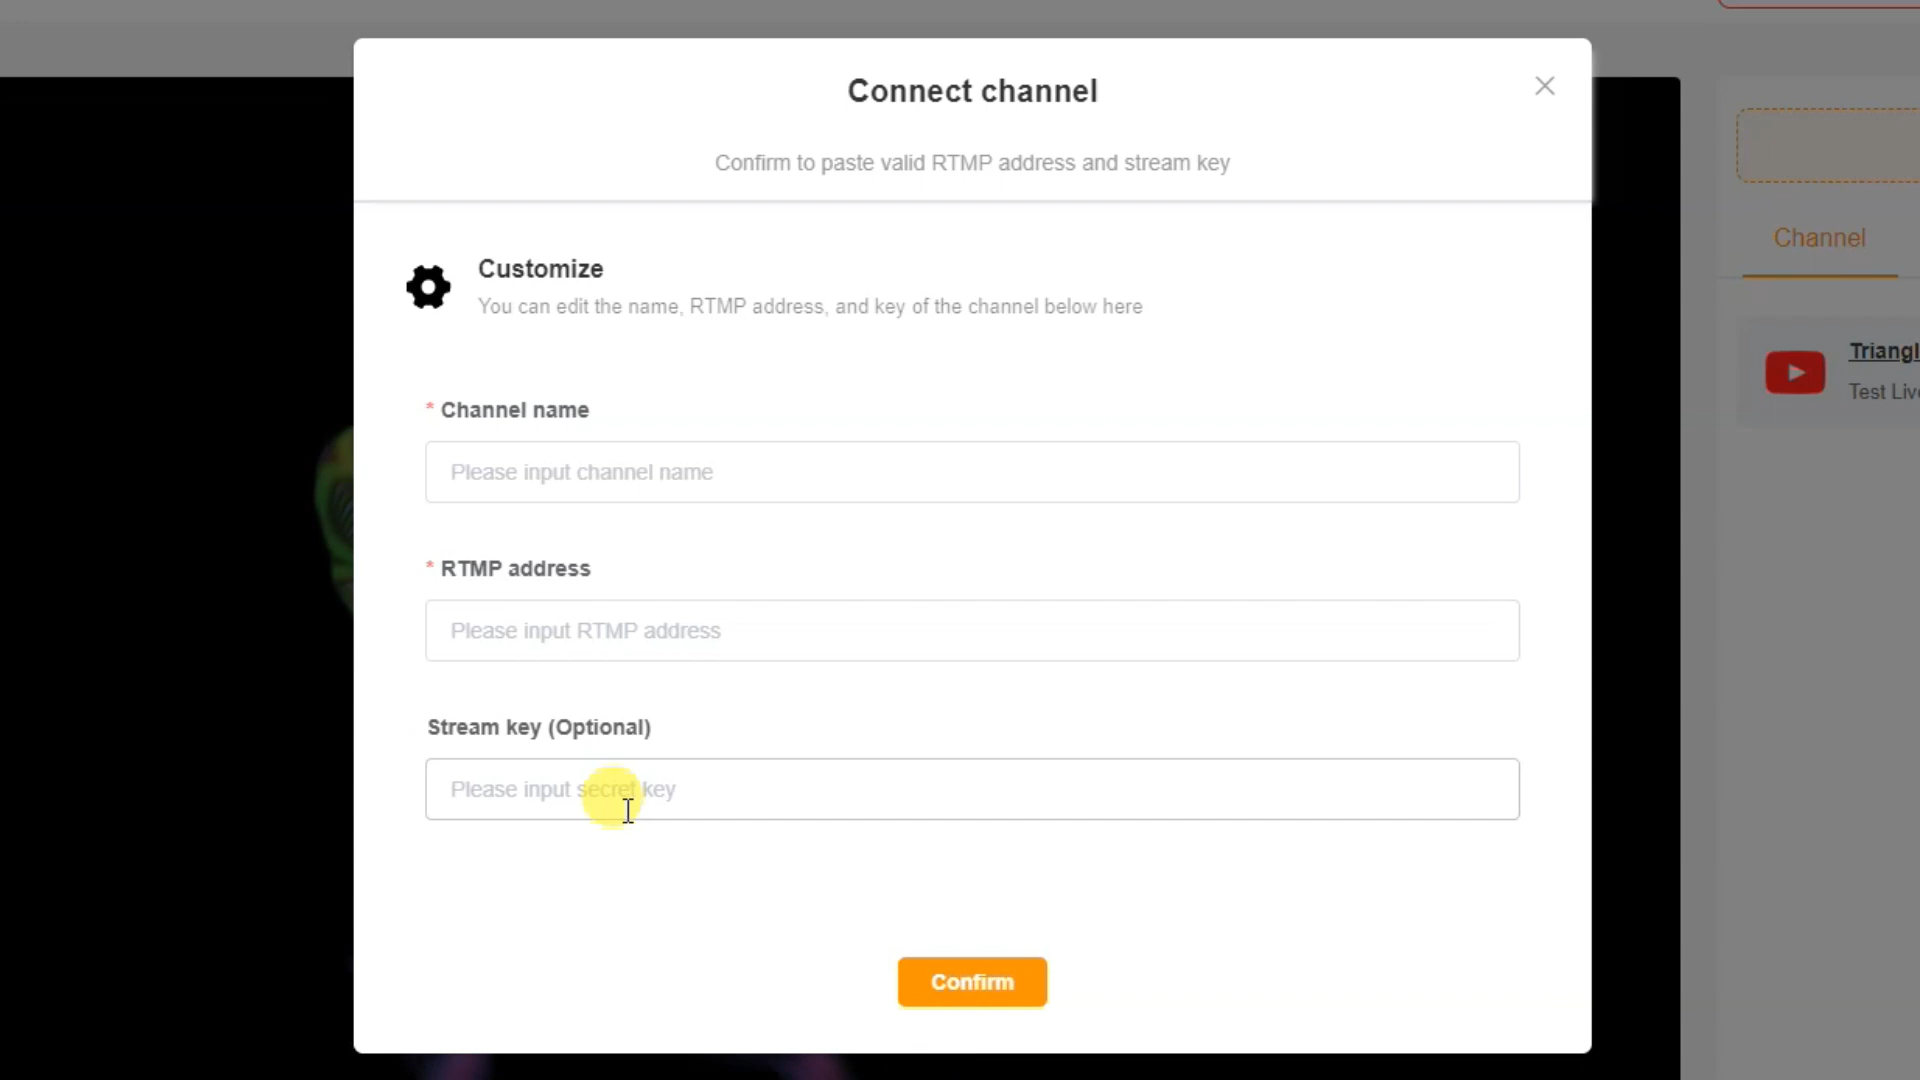 Connect channel
Confirm to paste valid RTMP address and stream key
Customize
You can edit the name, RTMP address, and key of the channel below here
* Channel name
Please input channel name
* RTMP address
Please input RTMP address
Stream key (Optional)
Please input secret key
Confirm
Channel
Triangl
Test Liv